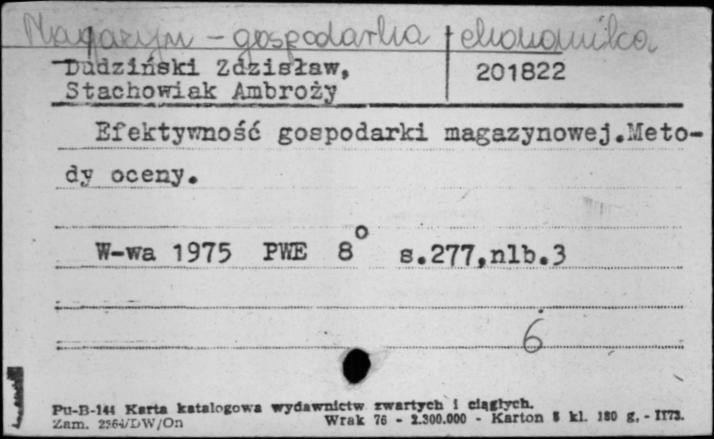 Magazyn - gospodarka + ekonomika
Dudziński Zdzisław,
201822
Stachowiak Ambroży
Efektywność gospodarki magazynowej.Meto-
dy oceny.
W-wa 1975 PWE 8° s.277,nlb.3
6
Pu-B-144 Karta katalogowa wydawnictw zwartych i ciągłych.
Zam. 2564/DW/On Wrak 76 - 2.300.000 - Karton 8 kl. 180 g. - 1173.